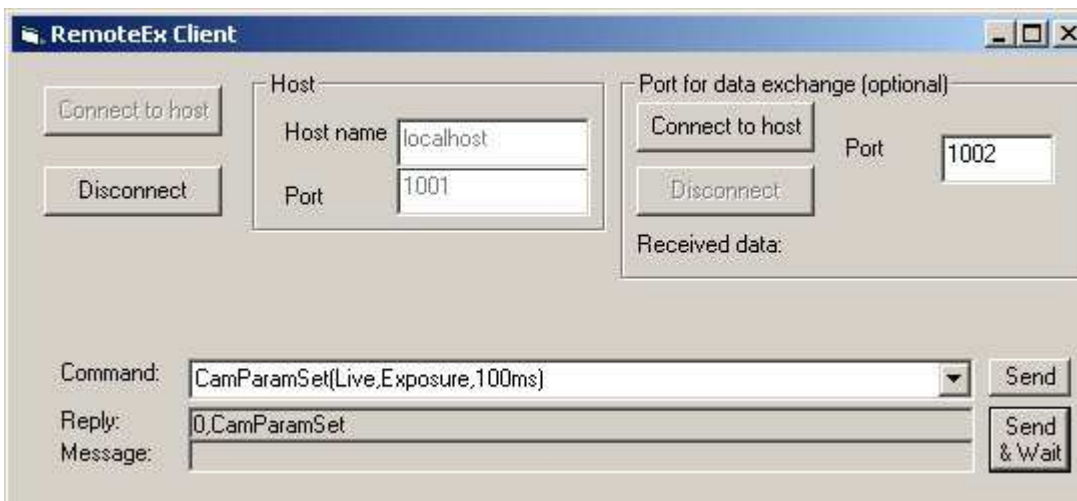 RemoteEx Client
Connect to host
Disconnect
Host
Host name
localhost
Port
1001
Port for data exchange (optional)
Connect to host
Disconnect
Port
1002
Received data:
Command:
CamParamSet(Live,Exposure,100ms)
Send
Reply:
0,CamParamSet
Message:
Send
& Wait